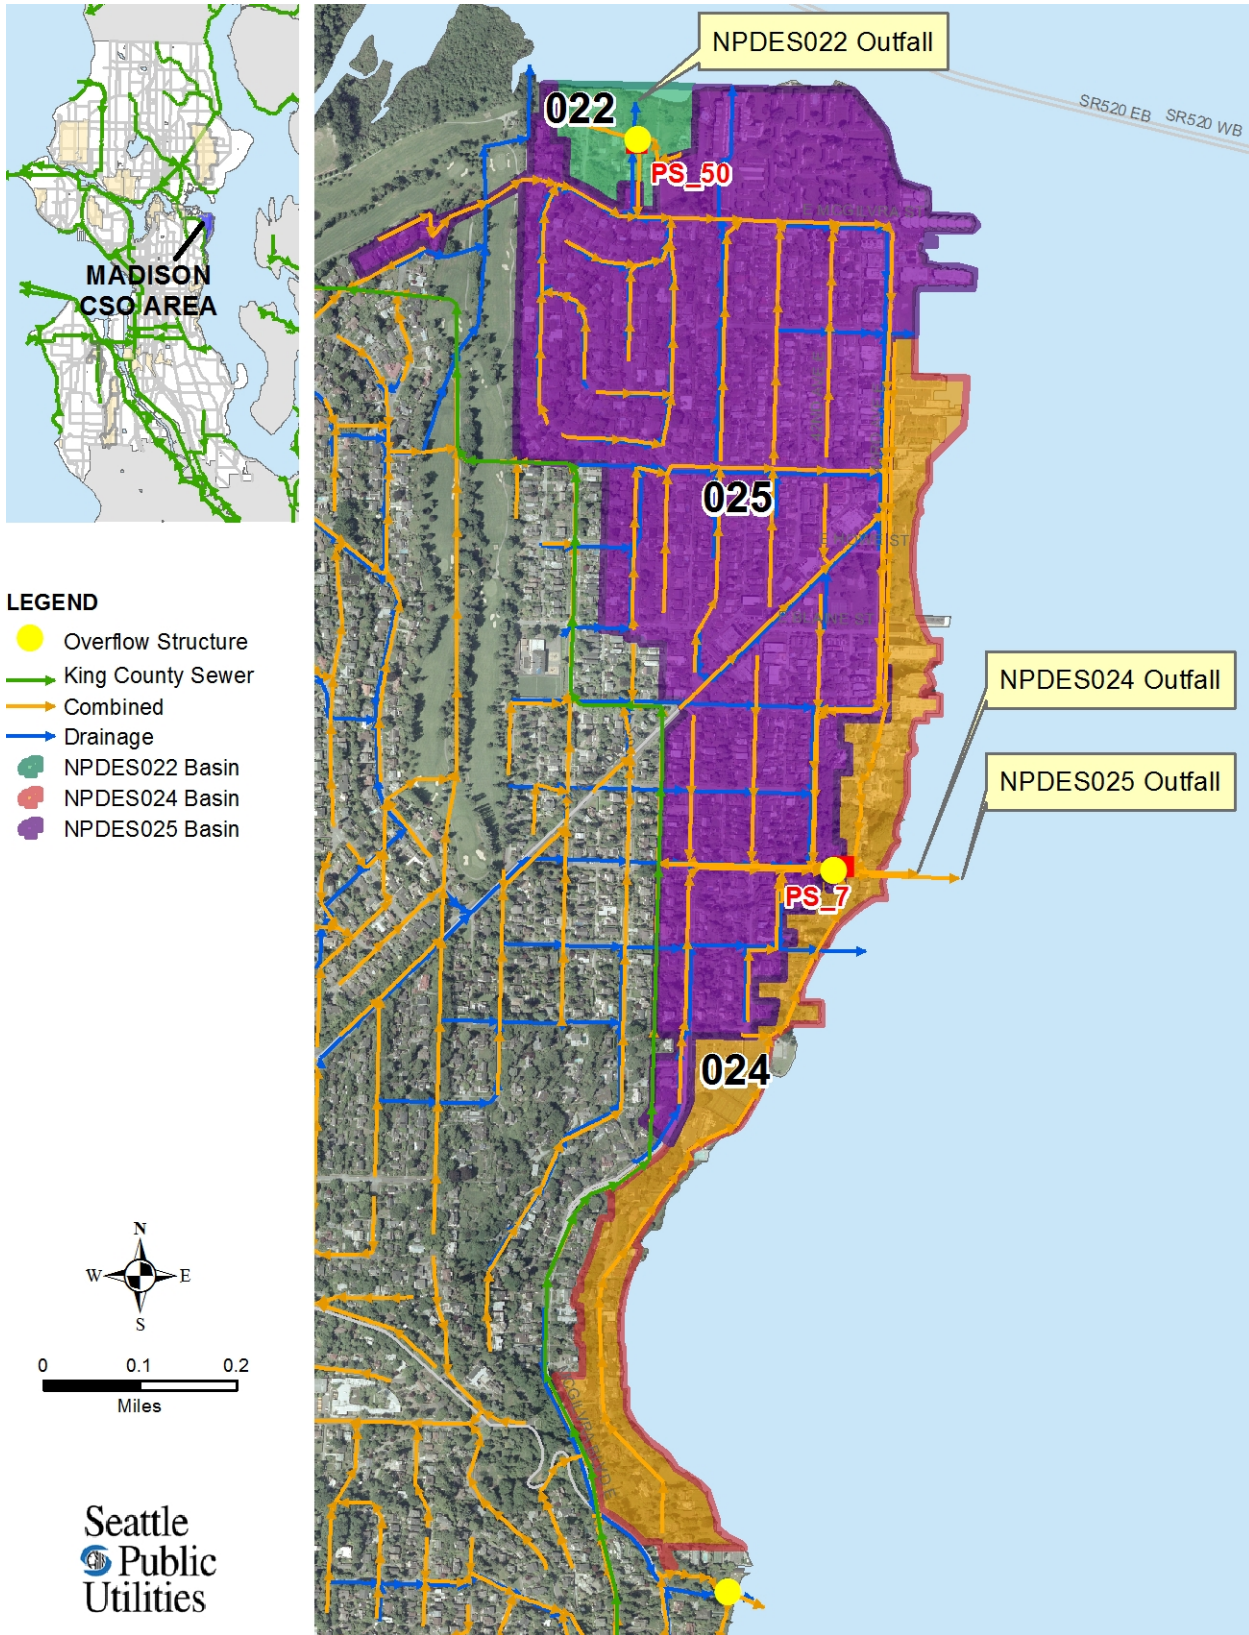 MADISON
CSO AREA
LEGEND
Overflow Structure
King County Sewer
Combined
Drainage
NPDES022 Basin
NPDES024 Basin
NPDES025 Basin
N
W
E
S
0
0.1
0.2
Miles
Seattle
Public
Utilities
NPDES022 Outfall
022
SR520 EB
SR520 WB
PS_50
025
NPDES024 Outfall
NPDES025 Outfall
PS_7
024